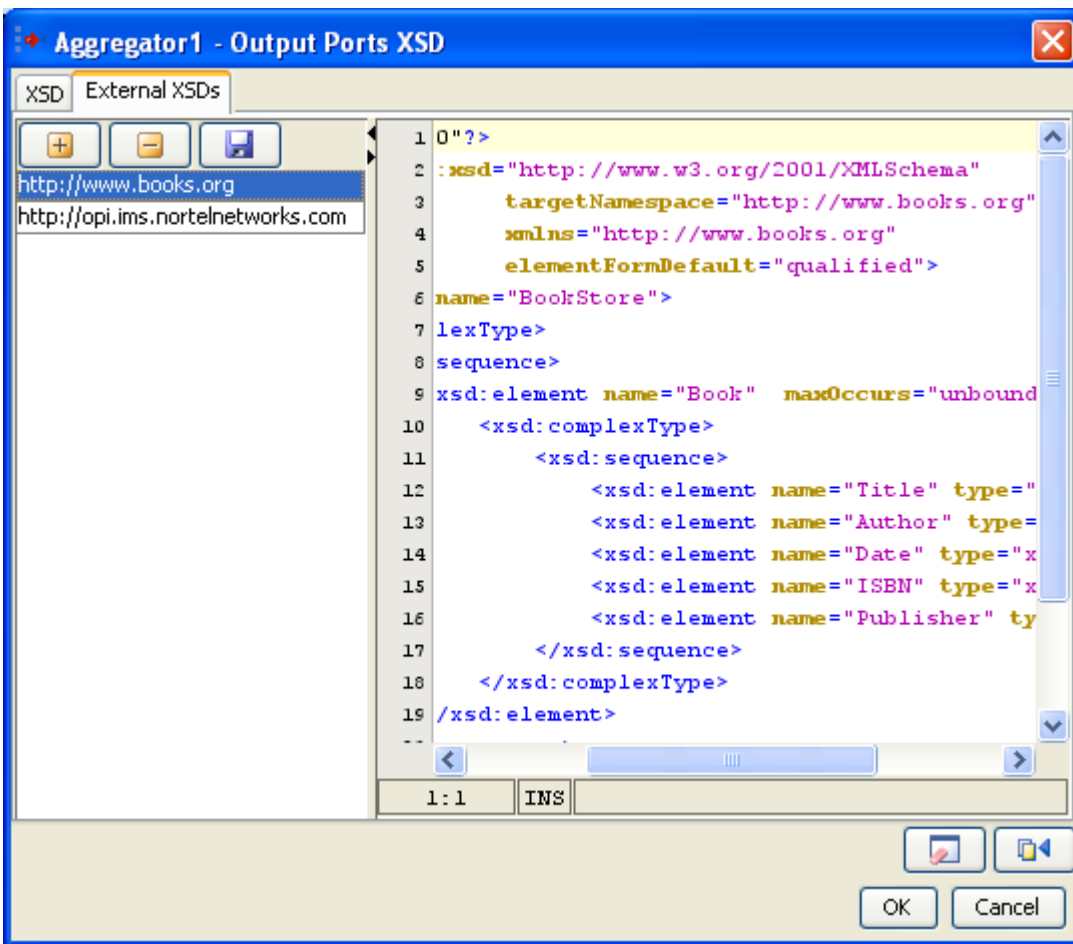 Aggregator1 - Output Ports XSD
XSD External XSDs
http://www.books.org
http://opi.ims.nortelnetworks.com
1 0"?>
2 :xsd="http://www.w3.org/2001/XMLSchema"
3 targetNamespace="http://www.books.org"
4 xmlns="http://www.books.org"
5 elementFormDefault="qualified">
6 name="BookStore">
7 lexType>
8 sequence>
9 xsd:element name="Book" maxOccurs="unbound
10 <xsd:complexType>
11 <xsd:sequence>
12 <xsd:element name="Title" type="
13 <xsd:element name="Author" type=
14 <xsd:element name="Date" type="x
15 <xsd:element name="ISBN" type="x
16 <xsd:element name="Publisher" ty
17 </xsd:sequence>
18 </xsd:complexType>
19 /xsd:element>
1:1 INS
OK Cancel